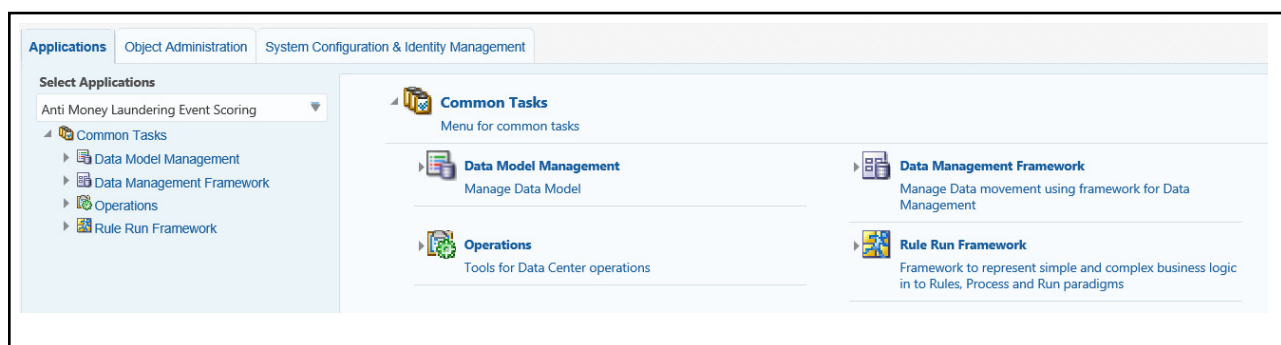 Applications Object Administration System Configuration & Identity Management
Select Applications
Anti Money Laundering Event Scoring
Common Tasks
Data Model Management
Data Management Framework
Operations
Rule Run Framework
Common Tasks
Menu for common tasks
Data Model Management
Manage Data Model
Data Management Framework
Manage Data movement using framework for Data
Management
Operations
Tools for Data Center operations
Rule Run Framework
Framework to represent simple and complex business logic
in to Rules, Process and Run paradigms